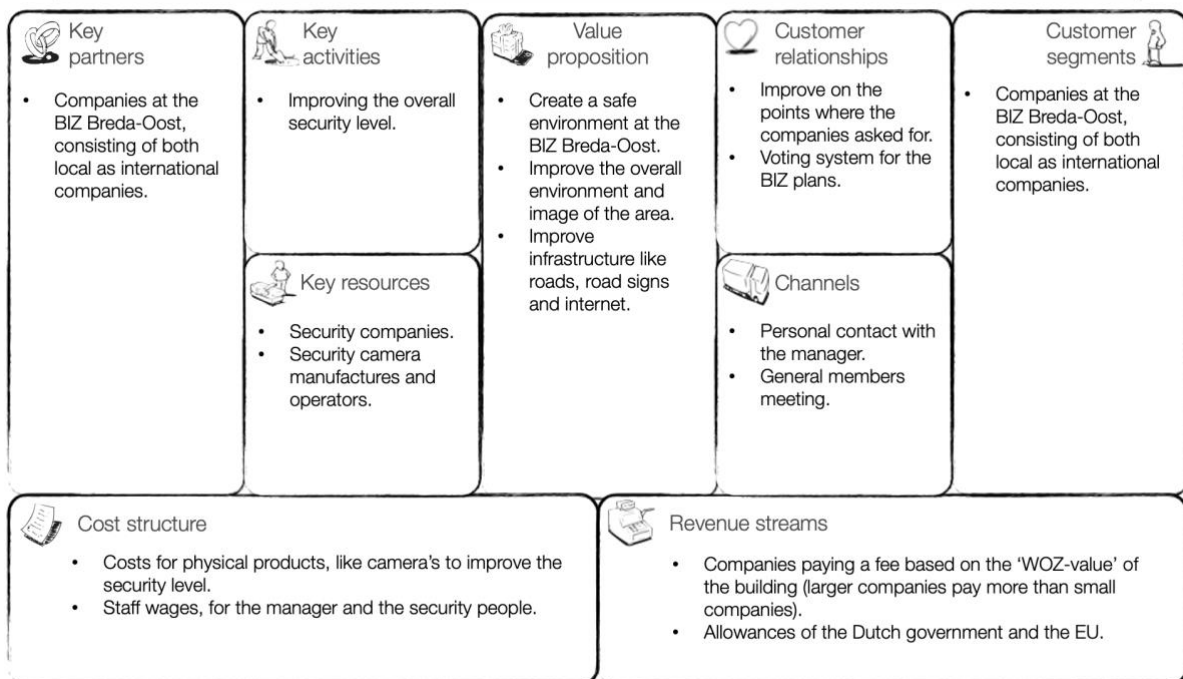 Key
partners
• Companies at the
BIZ Breda-Oost,
consisting of both
local as international
companies.
Key
activities
• Improving the overall
security level.
Key resources
• Security companies.
• Security camera
manufactures and
operators.
Value
proposition
• Create a safe
environment at the
BIZ Breda-Oost.
• Improve the overall
environment and
image of the area.
• Improve
infrastructure like
roads, road signs
and internet.
Customer
relationships
• Improve on the
points where the
companies asked for.
• Voting system for the
BIZ plans.
Channels
• Personal contact with
the manager.
• General members
meeting.
Customer
segments
• Companies at the
BIZ Breda-Oost,
consisting of both
local as international
companies.
Cost structure
• Costs for physical products, like camera's to improve the
security level.
• Staff wages, for the manager and the security people.
Revenue streams
• Companies paying a fee based on the 'WOZ-value' of
the building (larger companies pay more than small
companies).
• Allowances of the Dutch government and the EU.